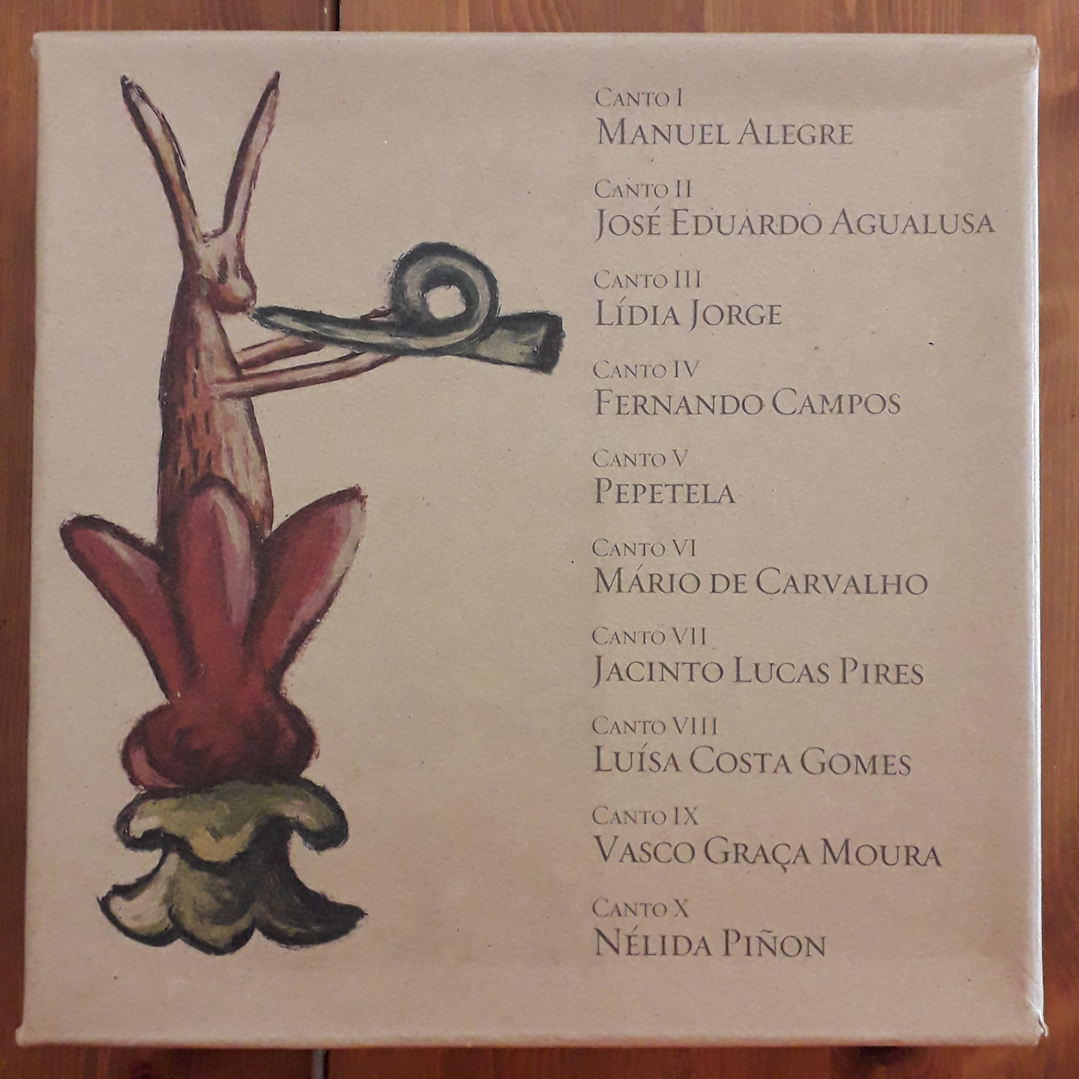 Canto I
Manuel Alegre
Canto II
José Eduardo Agualusa
Canto III
Lídia Jorge
Canto IV
Fernando Campos
Canto V
Pepetela
Canto VI
Mário de Carvalho
Canto VII
Jacinto Lucas Pires
Canto VIII
Luísa Costa Gomes
Canto IX
Vasco Graça Moura
Canto X
Nélida Piñon